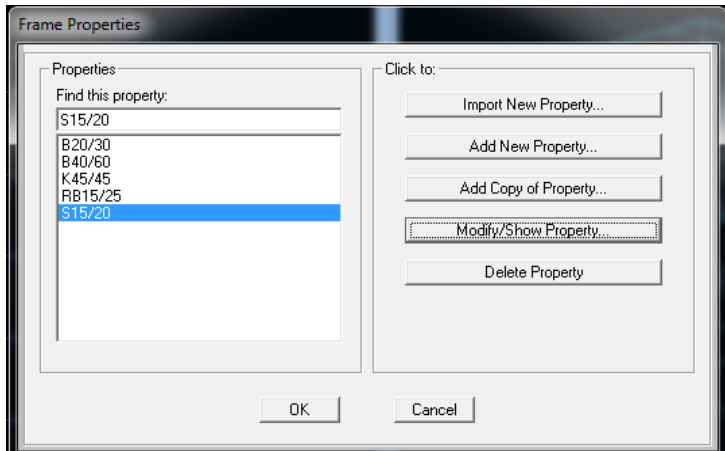 Frame Properties
Properties
Find this property:
S15/20
B20/30
B40/60
K45/45
RB15/25
S15/20
Click to:
Import New Property...
Add New Property...
Add Copy of Property...
Modify/Show Property...
Delete Property
OK
Cancel